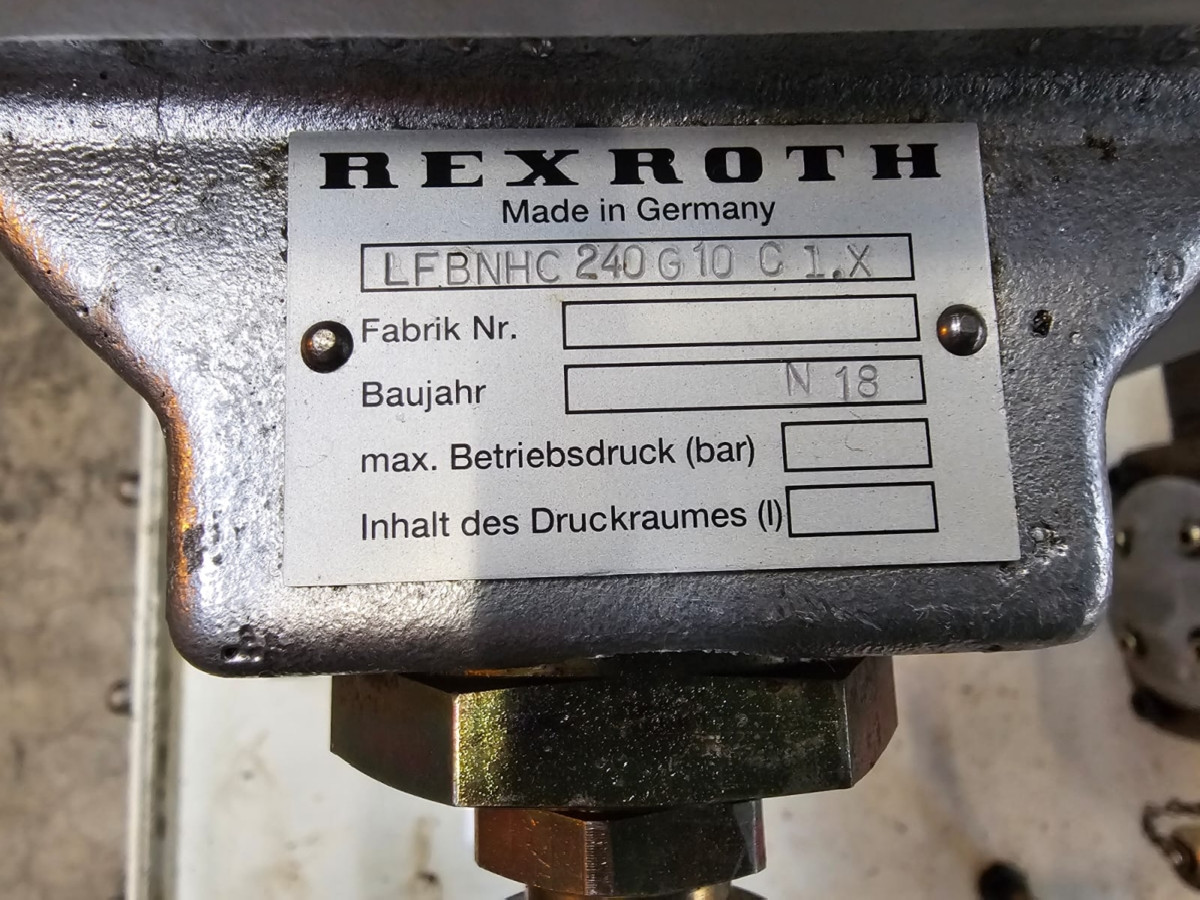 REXROTH
Made in Germany
LFBNHC 240 G 10 C 1.X
Fabrik Nr.
Baujahr N 18
max. Betriebsdruck (bar)
Inhalt des Druckraumes (l)